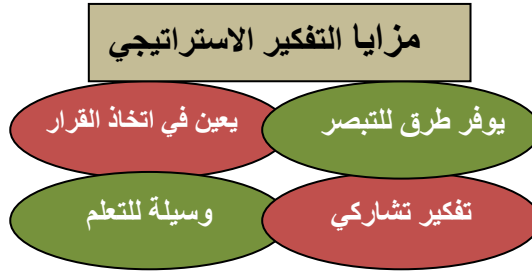 مزايا التفكير الاستراتيجي
يوفر طرق للتبصر
يعين في اتخاذ القرار
تفكير تشاركي
وسيلة للتعلم